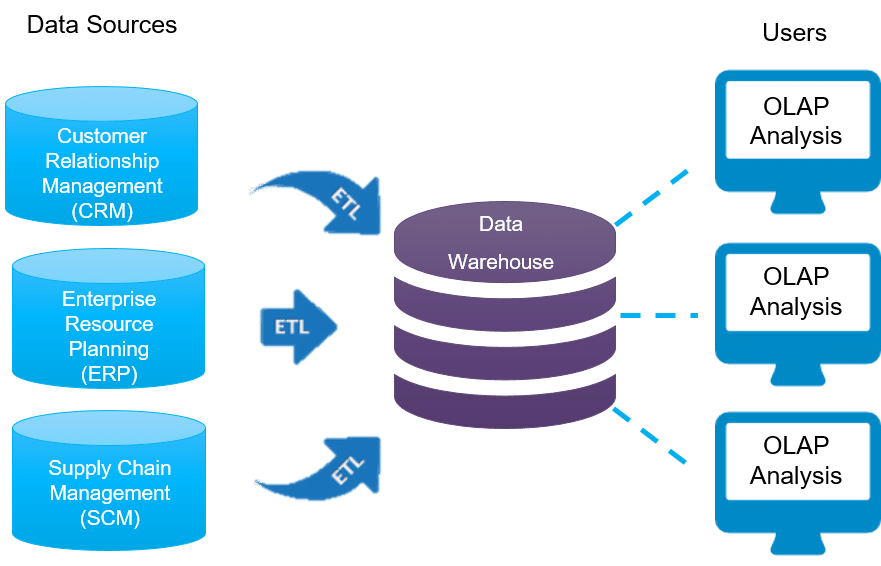 Data Sources
Users
Customer
Relationship
Management
(CRM)
ETL
Enterprise
Resource
Planning
(ERP)
ETL
Supply Chain
Management
(SCM)
ETL
Data
Warehouse
OLAP
Analysis
OLAP
Analysis
OLAP
Analysis